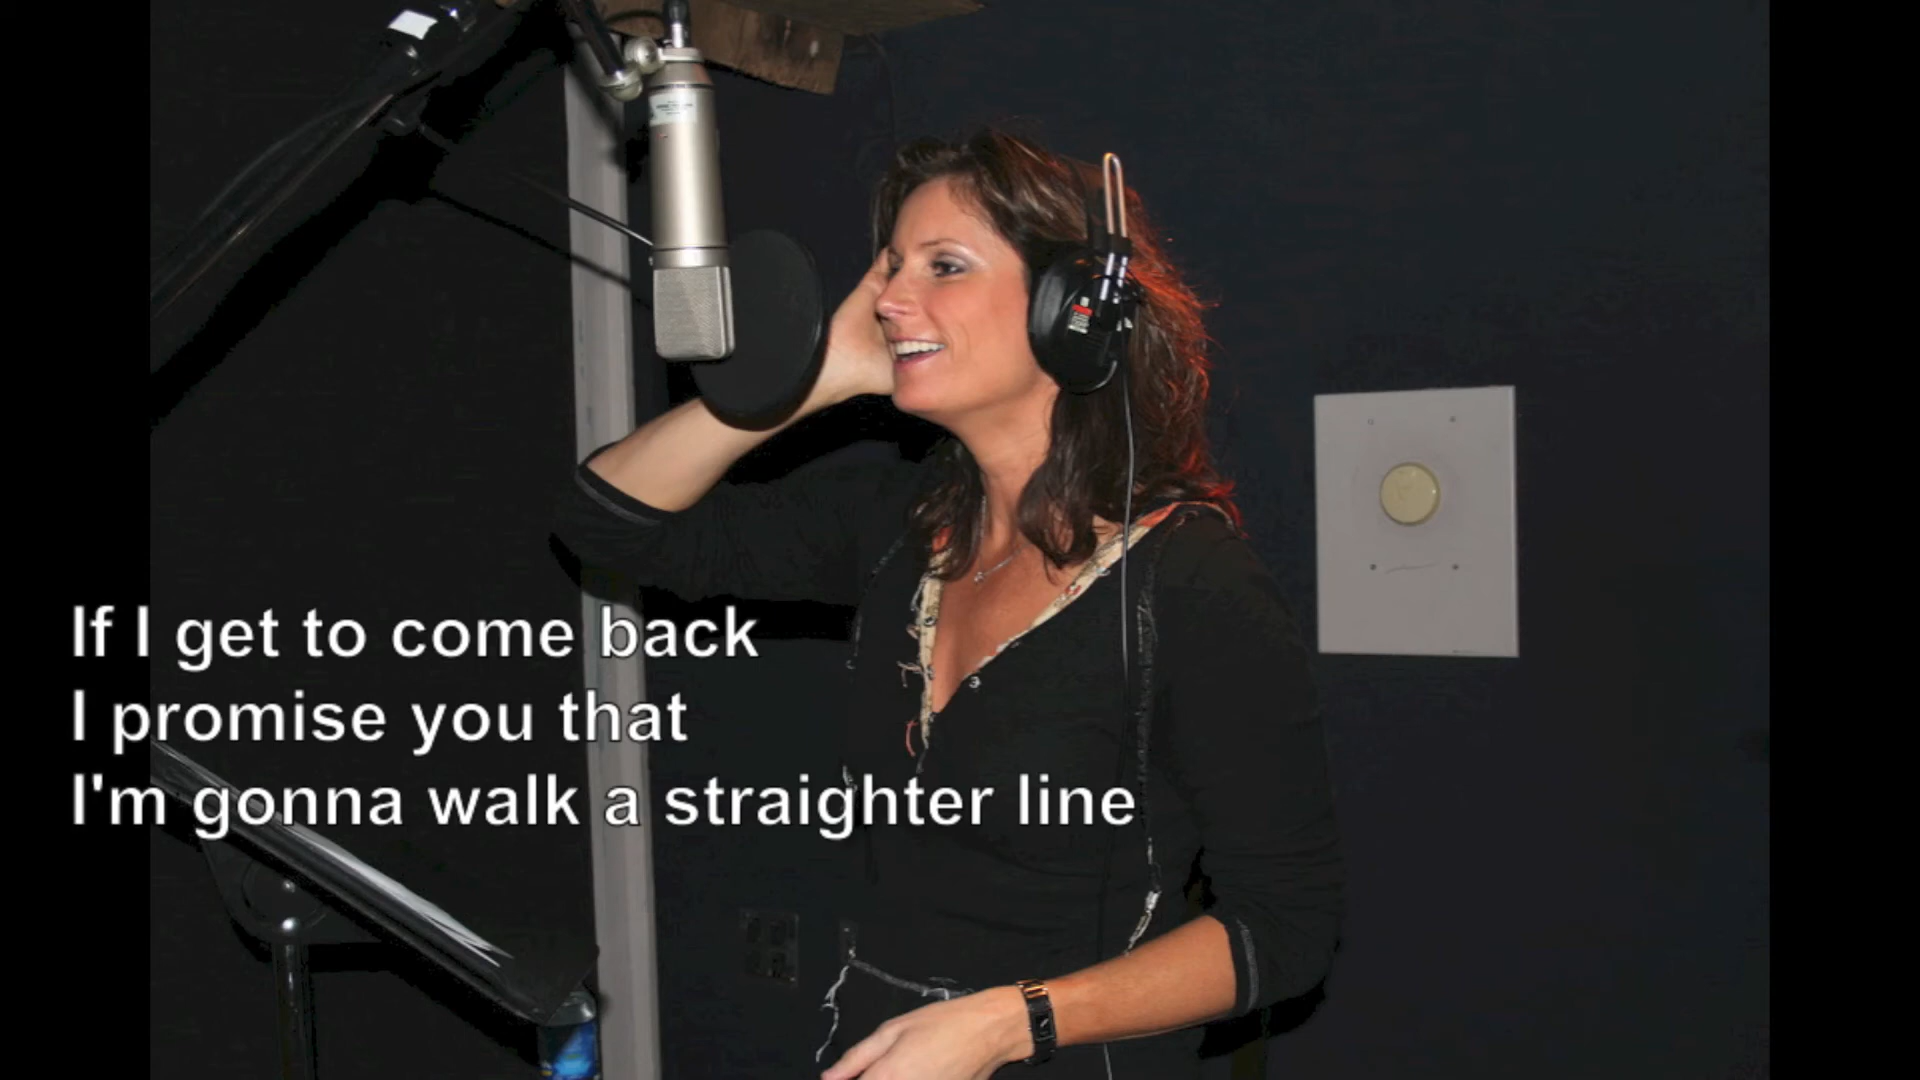 If I get to come back
I promise you that
I'm gonna walk a straighter line